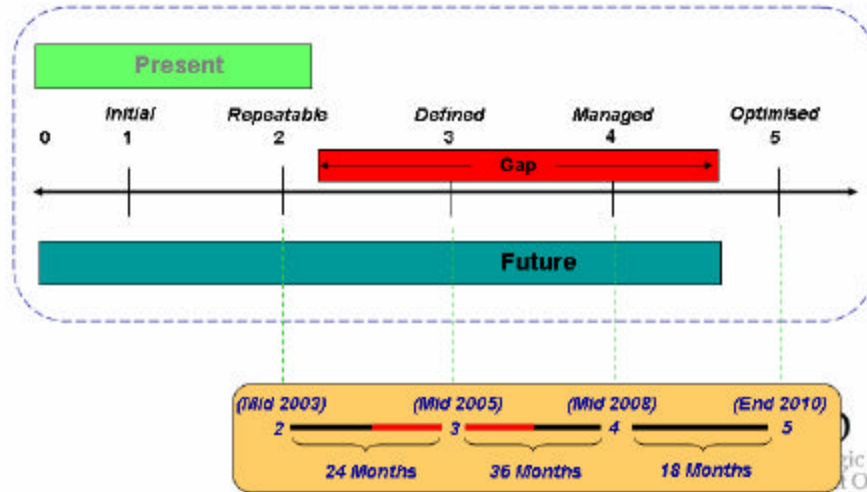 Present
Initial Repeatable Defined Managed Optimised
0 1 2 3 4 5
Gap
Future
(Mid 2003) (Mid 2005) (Mid 2008) (End 2010)
2 3 4 5
24 Months 36 Months 18 Months